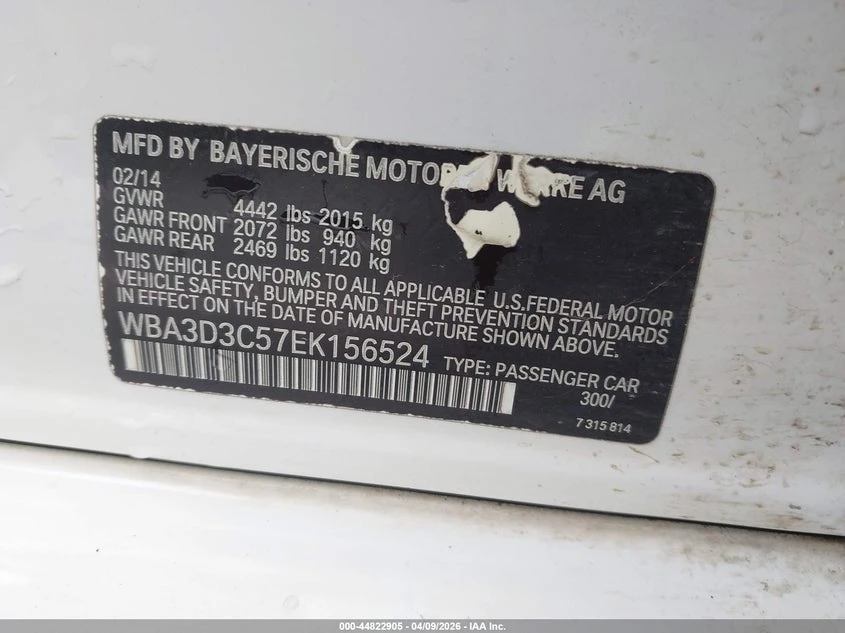 MFD BY BAYERISCHE AG
02/14
GVWR 4442 lbs 2015 kg
GAWR FRONT 2072 lbs 940 kg
GAWR REAR 2469 lbs 1120 kg
THIS VEHICLE CONFORMS TO ALL APPLICABLE U.S.FEDERAL MOTOR
VEHICLE SAFETY, BUMPER AND THEFT PREVENTION STANDARDS
IN EFFECT ON THE DATE OF MANUFACTURE SHOWN ABOVE.
WBA3D3C57EK156524 TYPE: PASSENGER CAR
300/
7 315 814
000-44822905 - 04/09/2026 - IAA Inc.